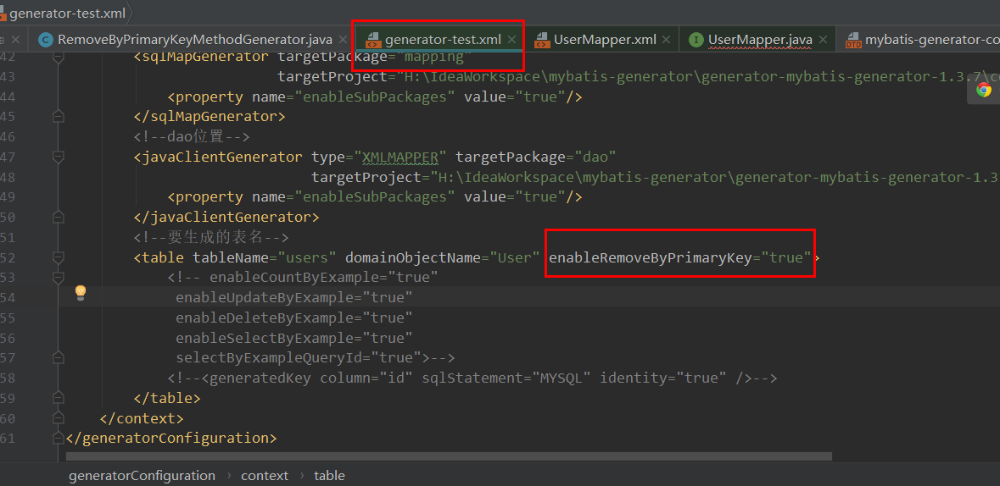 generator-test.xml
a × RemoveByPrimaryKeyMethodGenerator.java × generator-test.xml × UserMapper.xml × UserMapper.java × mybatis-generator-co
42 <sqlMapGenerator targetPackage="mapping"
43 targetProject="H:\IdeaWorkspace\mybatis-generator\generator-mybatis-generator-1.3.7\co
44 <property name="enableSubPackages" value="true"/>
45 </sqlMapGenerator>
46 <!--dao位置-->
47 <javaClientGenerator type="XMLMAPPER" targetPackage="dao"
48 targetProject="H:\IdeaWorkspace\mybatis-generator\generator-mybatis-generator-1.3
49 <property name="enableSubPackages" value="true"/>
50 </javaClientGenerator>
51 <!--要生成的表名-->
52 <table tableName="users" domainObjectName="User" enableRemoveByPrimaryKey="true">
53 <!-- enableCountByExample="true"
54 enableUpdateByExample="true"
55 enableDeleteByExample="true"
56 enableSelectByExample="true"
57 selectByExampleQueryId="true">-->
58 <!--<generatedKey column="id" sqlStatement="MYSQL" identity="true" />-->
59 </table>
60 </context>
61 </generatorConfiguration>
generatorConfiguration › context › table